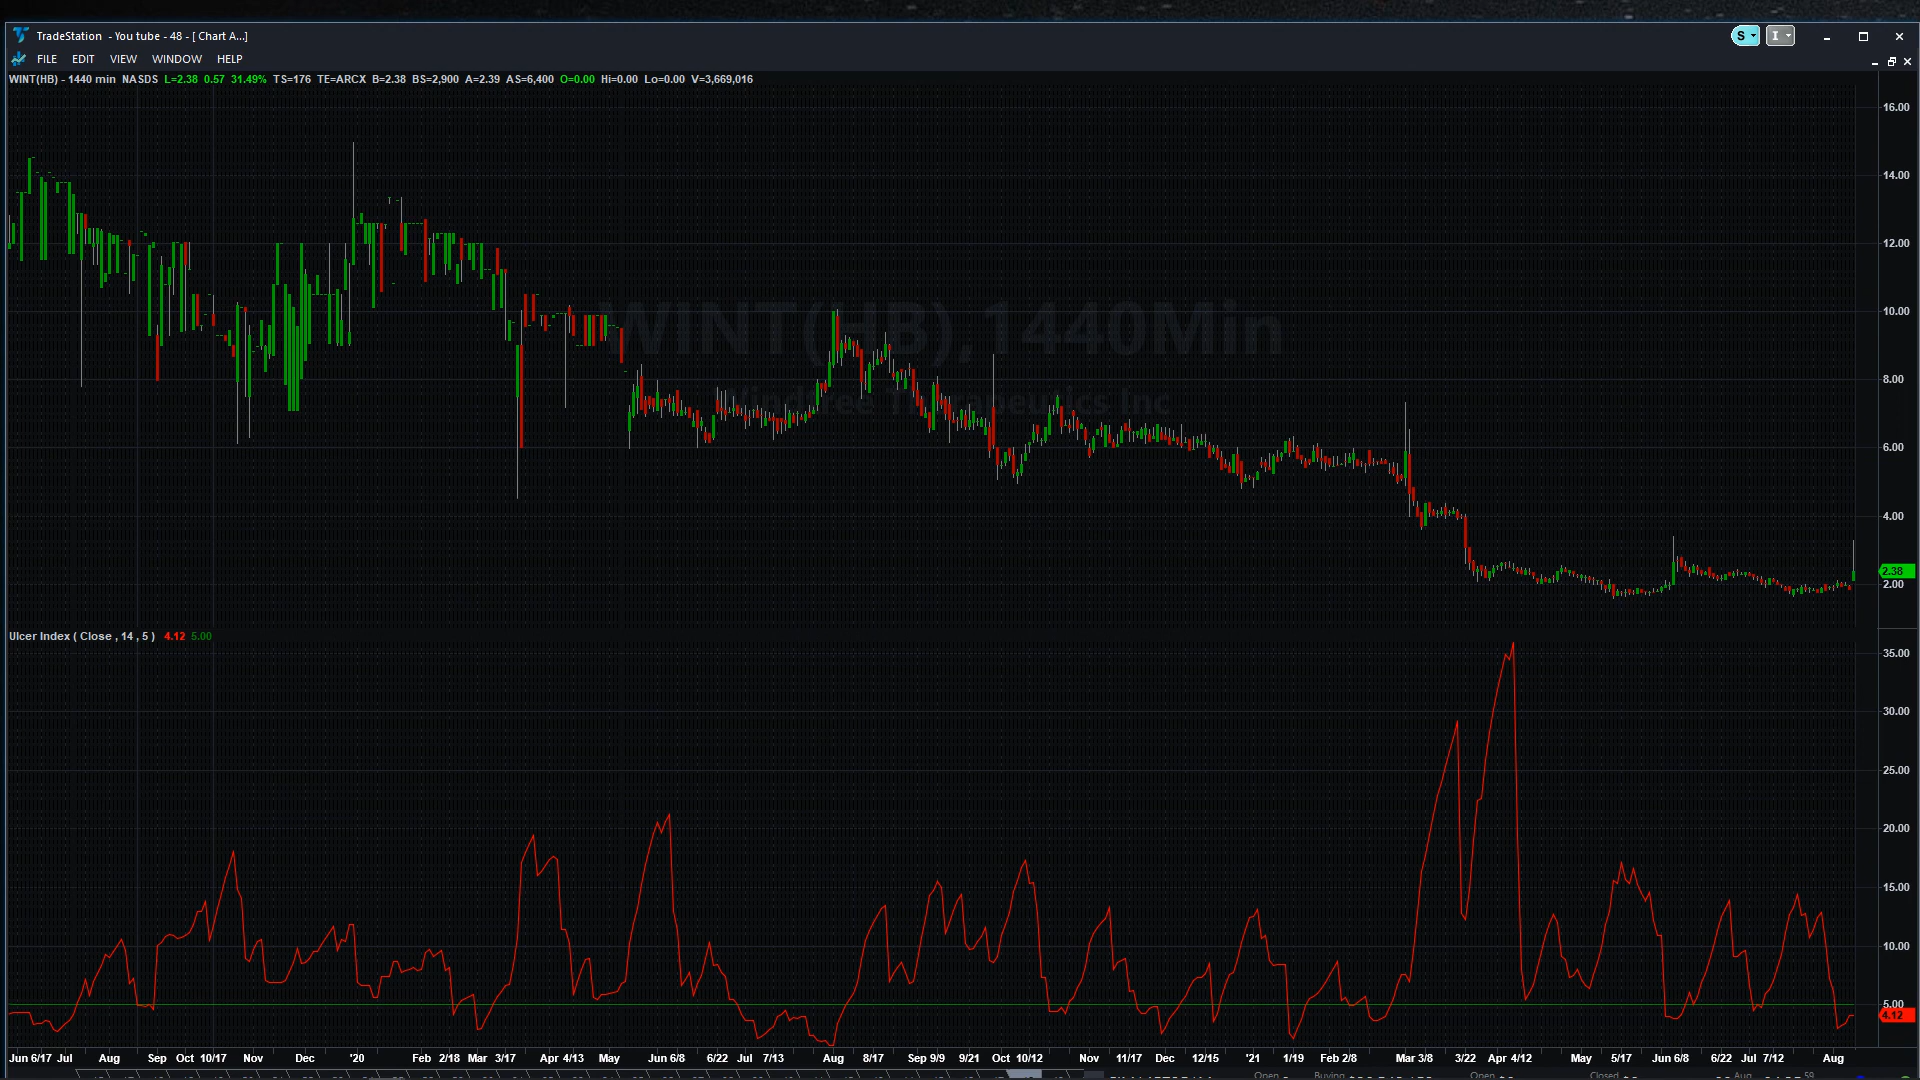 TradeStation - You tube - 48 - [ Chart A...]
S I
FILE EDIT VIEW WINDOW HELP
WINT(HB) - 1440 min NASDS L=2.38 0.57 31.49% TS=176 TE=ARCX B=2.38 BS=2,900 A=2.39 AS=6,400 O=0.00 Hi=0.00 Lo=0.00 V=3,669,016
16.00
14.00
12.00
10.00
WINT(HB),1440Min
8.00
Windtree Therapeutics Inc
6.00
4.00
2.38
2.00
Ulcer Index ( Close , 14 , 5 ) 4.12 5.00
35.00
30.00
25.00
20.00
15.00
10.00
5.00
4.12
Jun 6/17 Jul Aug Sep Oct 10/17 Nov Dec '20 Feb 2/18 Mar 3/17 Apr 4/13 May Jun 6/8 6/22 Jul 7/13 Aug 8/17 Sep 9/9 9/21 Oct 10/12 Nov 11/17 Dec 12/15 '21 1/19 Feb 2/8 Mar 3/8 3/22 Apr 4/12 May 5/17 Jun 6/8 6/22 Jul 7/12 Aug